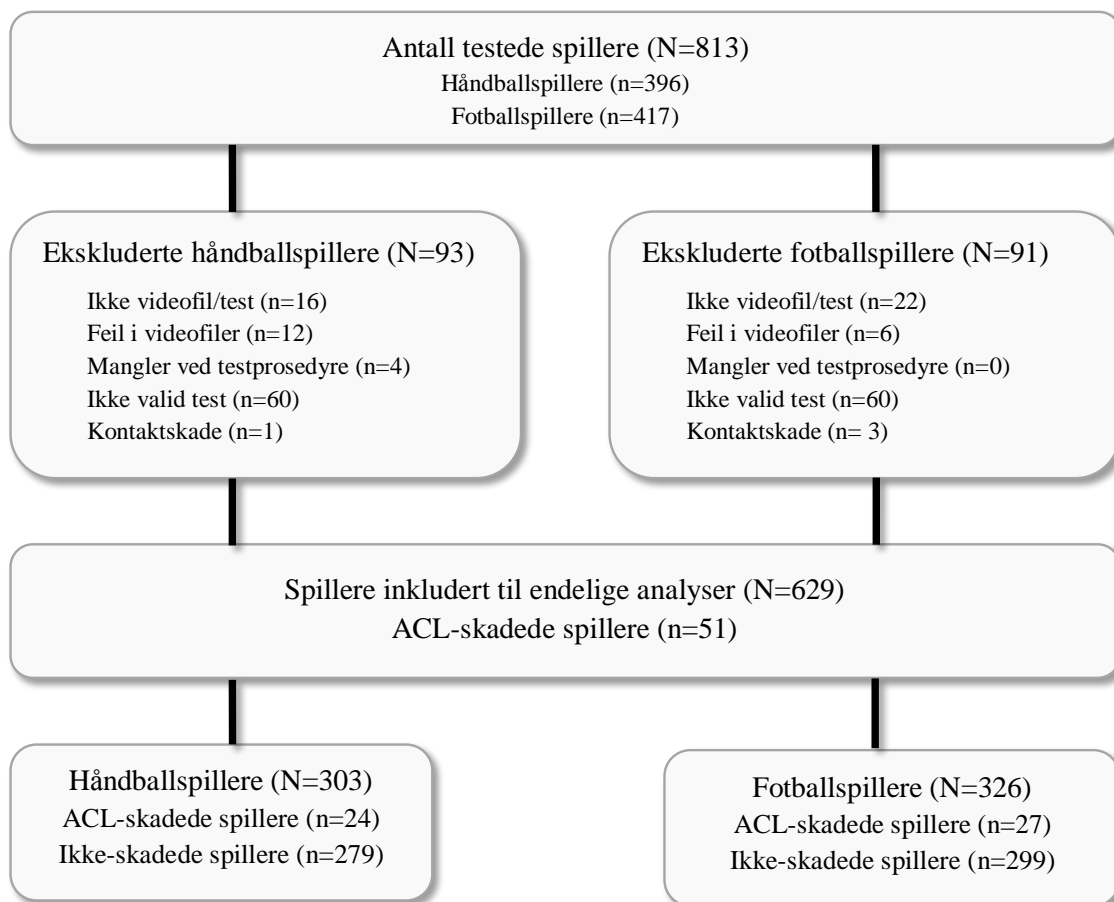 Antall testede spillere (N=813)
Håndballspillere (n=396)
Fotballspillere (n=417)
Ekskluderte håndballspillere (N=93)
Ikke videofil/test (n=16)
Feil i videofiler (n=12)
Mangler ved testprosedyre (n=4)
Ikke valid test (n=60)
Kontaktskade (n=1)
Ekskluderte fotballspillere (N=91)
Ikke videofil/test (n=22)
Feil i videofiler (n=6)
Mangler ved testprosedyre (n=0)
Ikke valid test (n=60)
Kontaktskade (n= 3)
Spillere inkludert til endelige analyser (N=629)
ACL-skadede spillere (n=51)
Håndballspillere (N=303)
ACL-skadede spillere (n=24)
Ikke-skadede spillere (n=279)
Fotballspillere (N=326)
ACL-skadede spillere (n=27)
Ikke-skadede spillere (n=299)